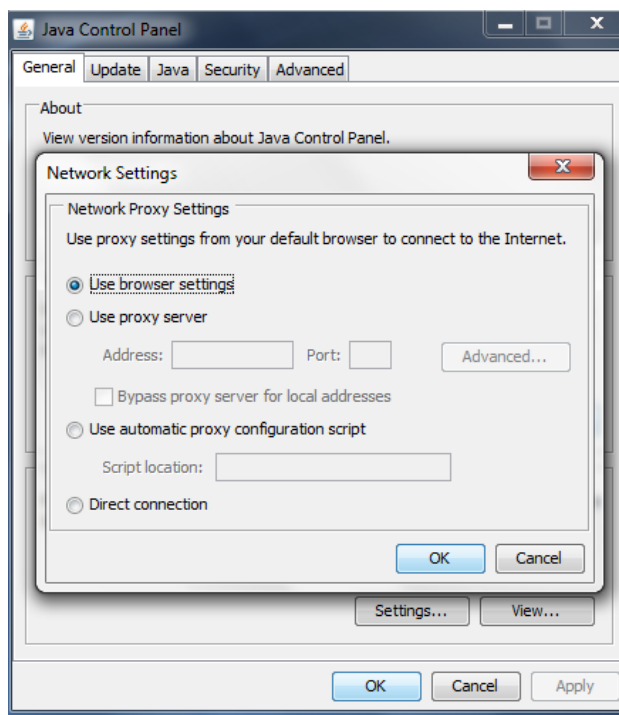 Java Control Panel
General Update Java Security Advanced
About
View version information about Java Control Panel.
Network Settings
Network Proxy Settings
Use proxy settings from your default browser to connect to the Internet.
Use browser settings
Use proxy server
Address: Port: Advanced...
Bypass proxy server for local addresses
Use automatic proxy configuration script
Script location:
Direct connection
OK Cancel
Settings... View...
OK Cancel Apply